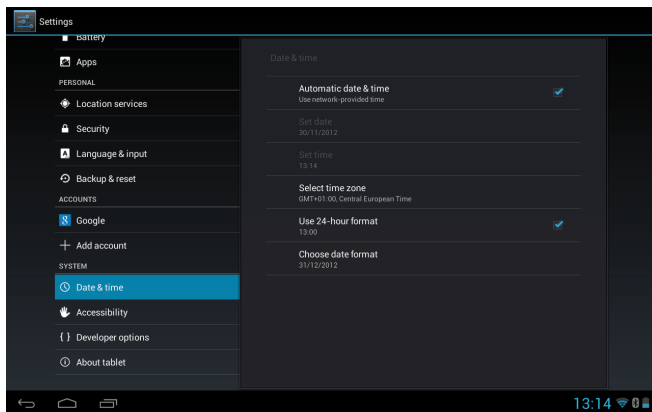 Settings
Battery
Apps
PERSONAL
Location services
Security
Language & input
Backup & reset
ACCOUNTS
Google
Add account
SYSTEM
Date & time
Accessibility
Developer options
About tablet
Date & time
Automatic date & time
Use network-provided time
Set date
30/11/2012
Set time
13:14
Select time zone
GMT+01:00, Central European Time
Use 24-hour format
13:00
Choose date format
31/12/2012
13:14